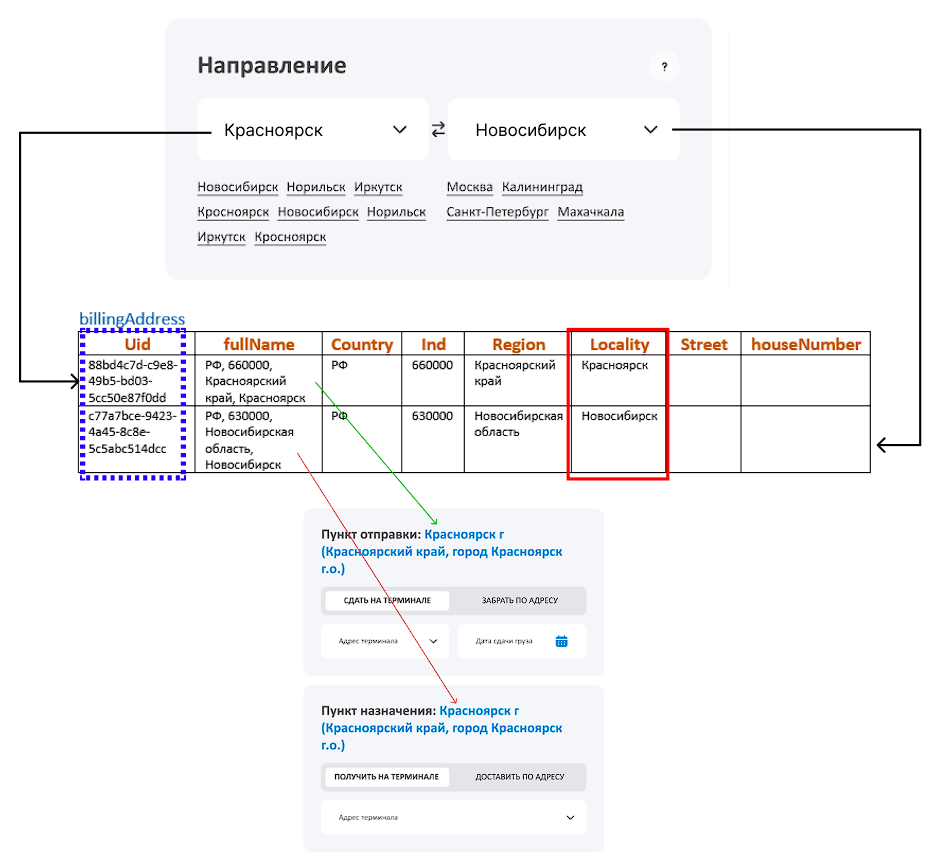 Направление
?
Красноярск
Новосибирск
Новосибирск Норильск Иркутск
Москва Калининград
Кросноярск Новосибирск Норильск
Санкт-Петербург Махачкала
Иркутск Кросноярск
billingAddress
Uid fullName Country Ind Region Locality Street houseNumber
88bd4c7d-c9e8-
49b5-bd03-
5cc50e87f0dd
РФ, 660000,
Красноярский
край, Красноярск
РФ
660000
Красноярский
край
Красноярск
c77a7bce-9423-
4a45-8c8e-
5c5abc514dcc
РФ, 630000,
Новосибирская
область,
Новосибирск
РФ
630000
Новосибирская
область
Новосибирск
Пункт отправки: Красноярск г
(Красноярский край, город Красноярск
г.о.)
СДАТЬ НА ТЕРМИНАЛЕ ЗАБРАТЬ ПО АДРЕСУ
Адрес терминала Дата сдачи груза
Пункт назначения: Красноярск г
(Красноярский край, город Красноярск
г.о.)
ПОЛУЧИТЬ НА ТЕРМИНАЛЕ ДОСТАВИТЬ ПО АДРЕСУ
Адрес терминала